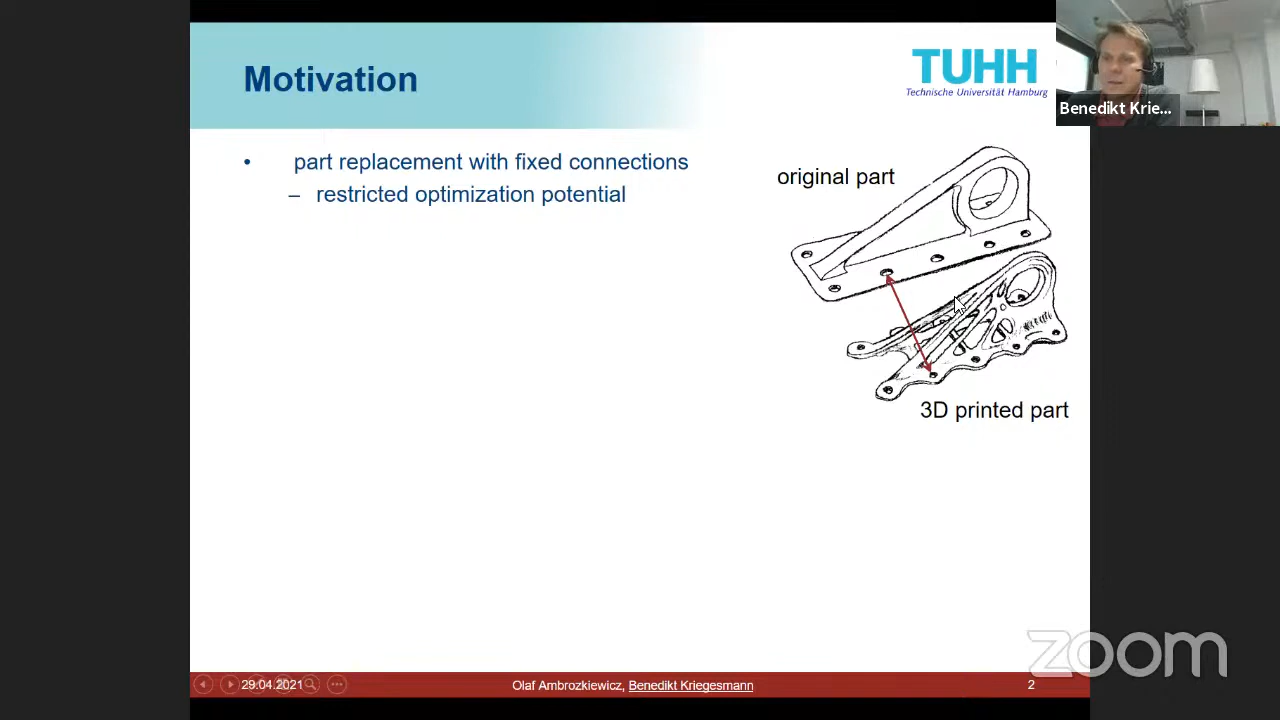 Motivation
TUHH
Technische Universität Hamburg
Benedikt Krie...
• part replacement with fixed connections
– restricted optimization potential
original part
3D printed part
zoom
29.04.2021
Olaf Ambrozkiewicz, Benedikt Kriegesmann
2